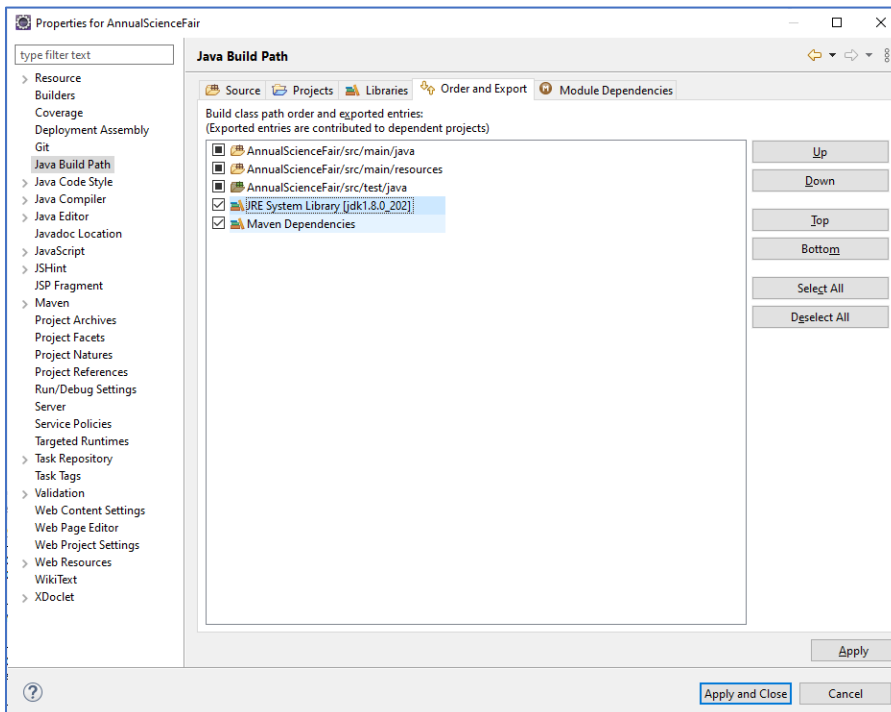 Properties for AnnualScienceFair
type filter text
Resource
Builders
Coverage
Deployment Assembly
Git
Java Build Path
Java Code Style
Java Compiler
Java Editor
Javadoc Location
JavaScript
JSHint
JSP Fragment
Maven
Project Archives
Project Facets
Project Natures
Project References
Run/Debug Settings
Server
Service Policies
Targeted Runtimes
Task Repository
Task Tags
Validation
Web Content Settings
Web Page Editor
Web Project Settings
Web Resources
WikiText
XDoclet
Java Build Path
Source Projects Libraries Order and Export Module Dependencies
Build class path order and exported entries:
(Exported entries are contributed to dependent projects)
AnnualScienceFair/src/main/java
AnnualScienceFair/src/main/resources
AnnualScienceFair/src/test/java
JRE System Library [jdk1.8.0_202]
Maven Dependencies
Up
Down
Top
Bottom
Select All
Deselect All
Apply
Apply and Close Cancel